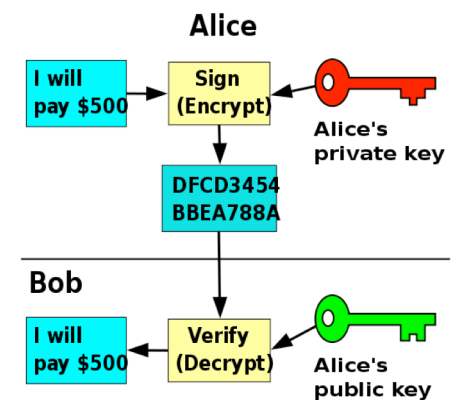 Alice
I will
pay $500
Sign
(Encrypt)
Alice's
private key
DFCD3454
BBEA788A
Bob
I will
pay $500
Verify
(Decrypt)
Alice's
public key